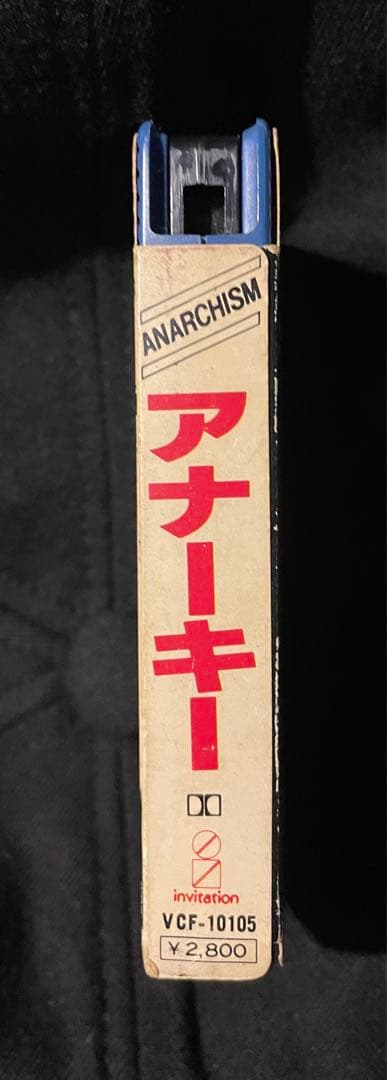 ANARCHISM
アナーキー
invitation
VCF-10105
¥2,800